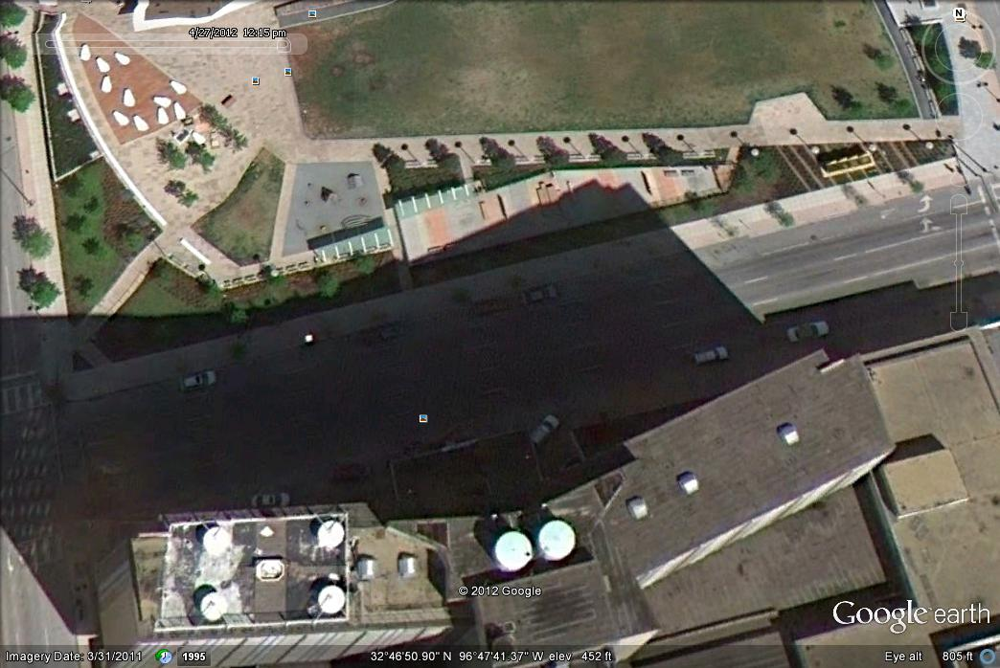 4/27/2012 12:15 pm
N
© 2012 Google
Google earth
Imagery Date: 3/31/2011 1995 32°46'50.90" N 96°47'41.37" W elev 452 ft Eye alt 805 ft